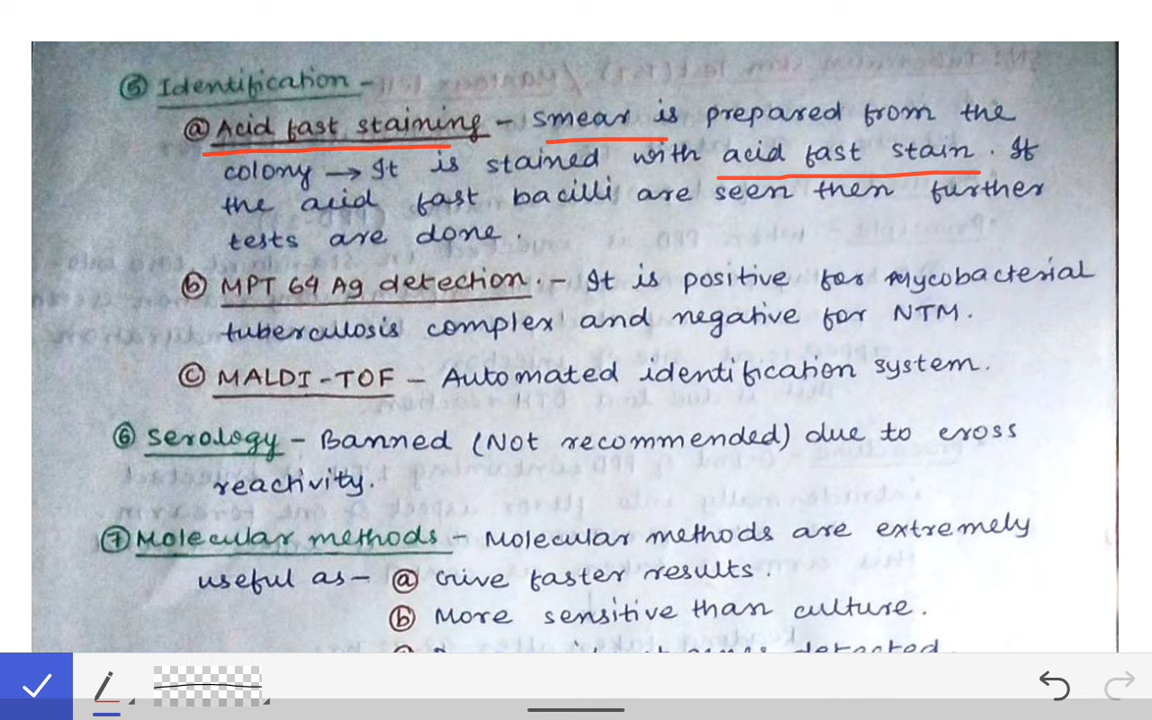 ⑤ Identification -
ⓐ Acid fast staining - smear is prepared from the
colony → It is stained with acid fast stain. If
the acid fast bacilli are seen then further
tests are done.
ⓑ MPT 64 Ag detection. - It is positive for mycobacterial
tuberculosis complex and negative for NTM.
ⓒ MALDI-TOF - Automated identification system.
⑥ Serology - Banned (Not recommended) due to cross
reactivity.
⑦ Molecular methods - Molecular methods are extremely
useful as - ⓐ Give faster results.
ⓑ More sensitive than culture.
detected